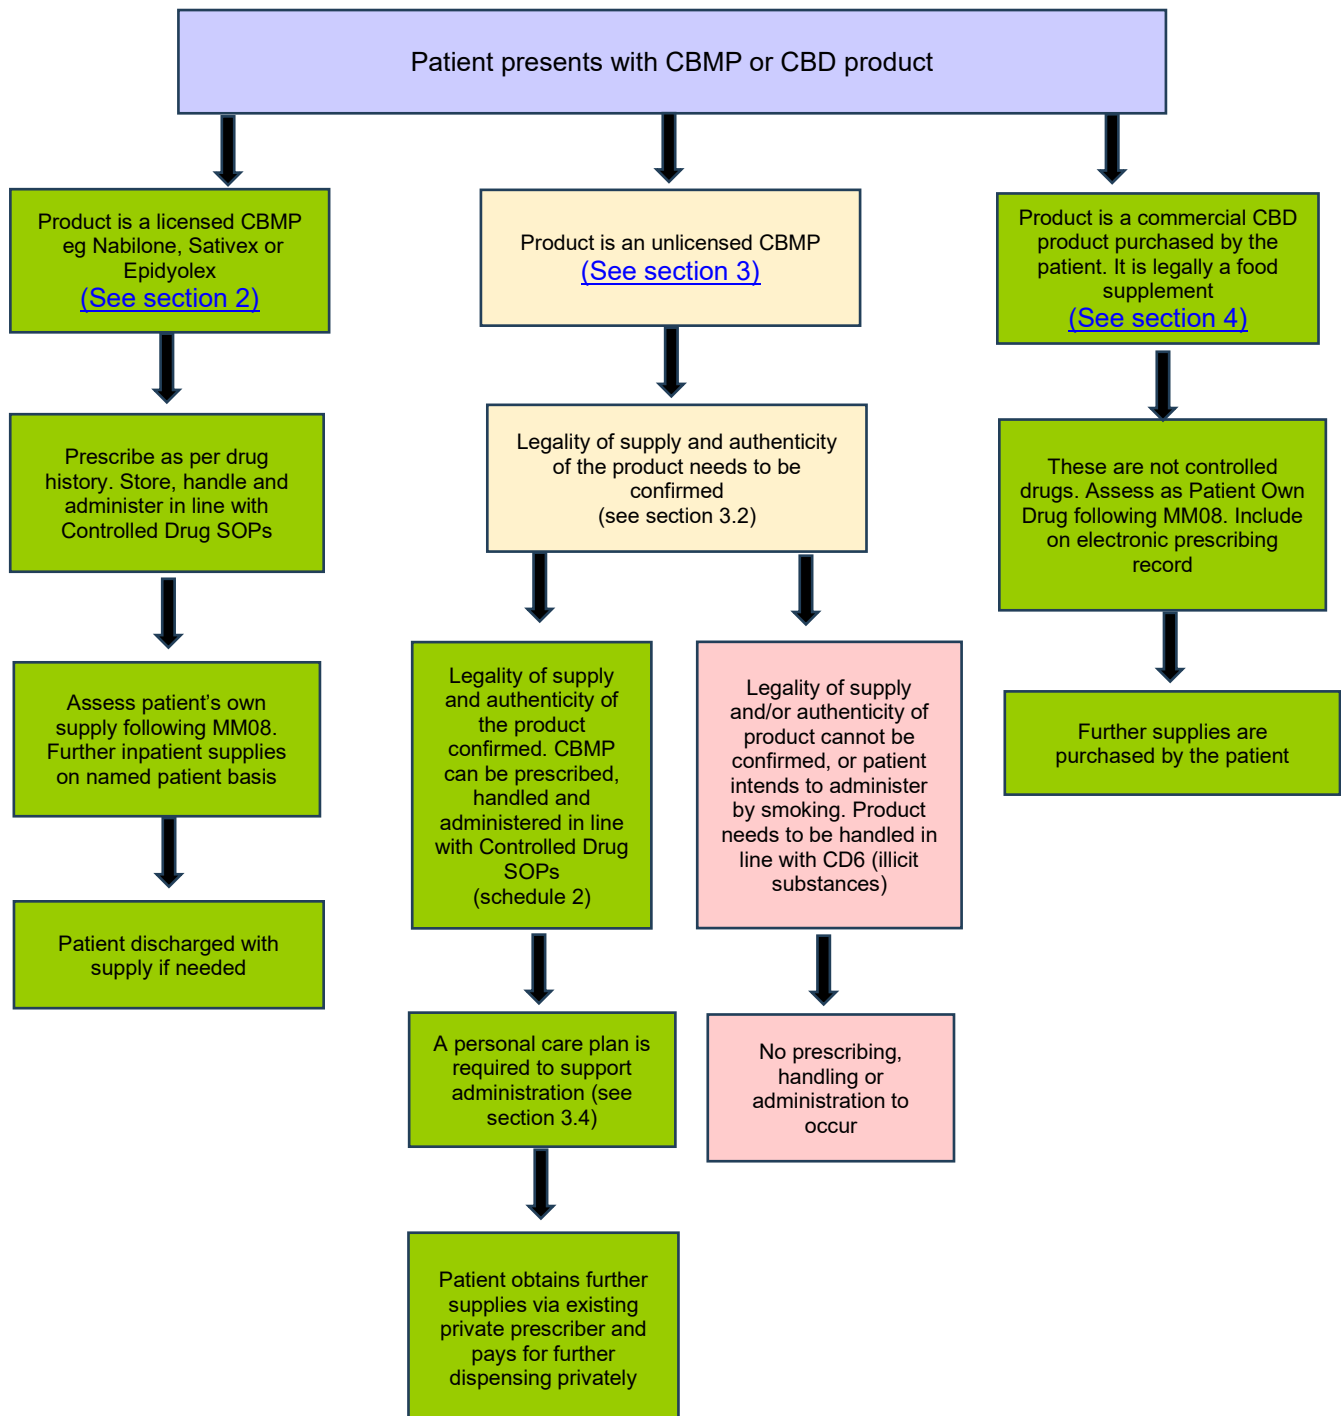 Patient presents with CBMP or CBD product
Product is a licensed CBMP
eg Nabilone, Sativex or
Epidyolex
(See section 2)
Prescribe as per drug
history. Store, handle and
administer in line with
Controlled Drug SOPs
Assess patient’s own
supply following MM08.
Further inpatient supplies
on named patient basis
Patient discharged with
supply if needed
Product is an unlicensed CBMP
(See section 3)
Legality of supply and authenticity
of the product needs to be
confirmed
(see section 3.2)
Legality of supply
and authenticity of
the product
confirmed. CBMP
can be prescribed,
handled and
administered in line
with Controlled Drug
SOPs
(schedule 2)
A personal care plan is
required to support
administration (see
section 3.4)
Patient obtains further
supplies via existing
private prescriber and
pays for further
dispensing privately
Legality of supply
and/or authenticity of
product cannot be
confirmed, or patient
intends to administer
by smoking. Product
needs to be handled in
line with CD6 (illicit
substances)
No prescribing,
handling or
administration to
occur
Product is a commercial CBD
product purchased by the
patient. It is legally a food
supplement
(See section 4)
These are not controlled
drugs. Assess as Patient Own
Drug following MM08. Include
on electronic prescribing
record
Further supplies are
purchased by the patient